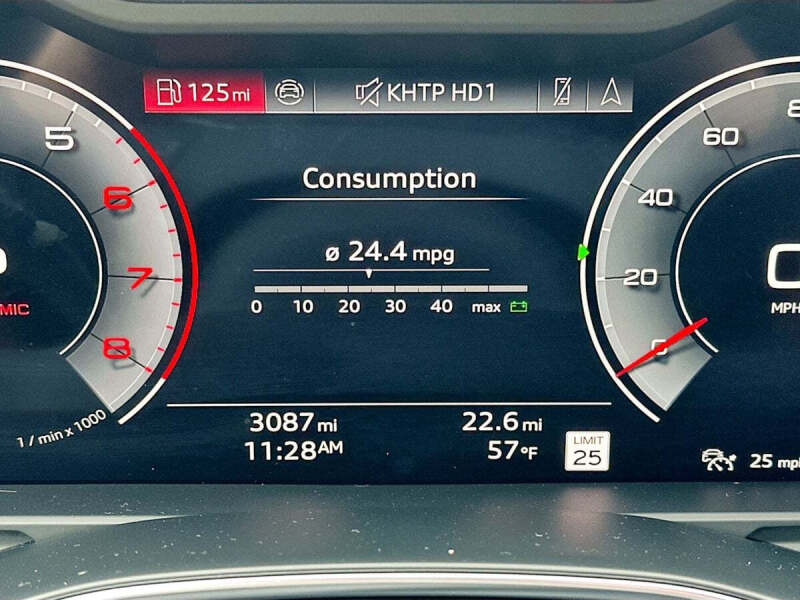 125 mi
KHTP HD1
Consumption
ø 24.4 mpg
0 10 20 30 40 max
5
6
7
8
1 / min x 1000
MIC
80
60
40
20
0
0
MPH
3087 mi
22.6 mi
11:28AM
57°F
LIMIT
25
25 mph